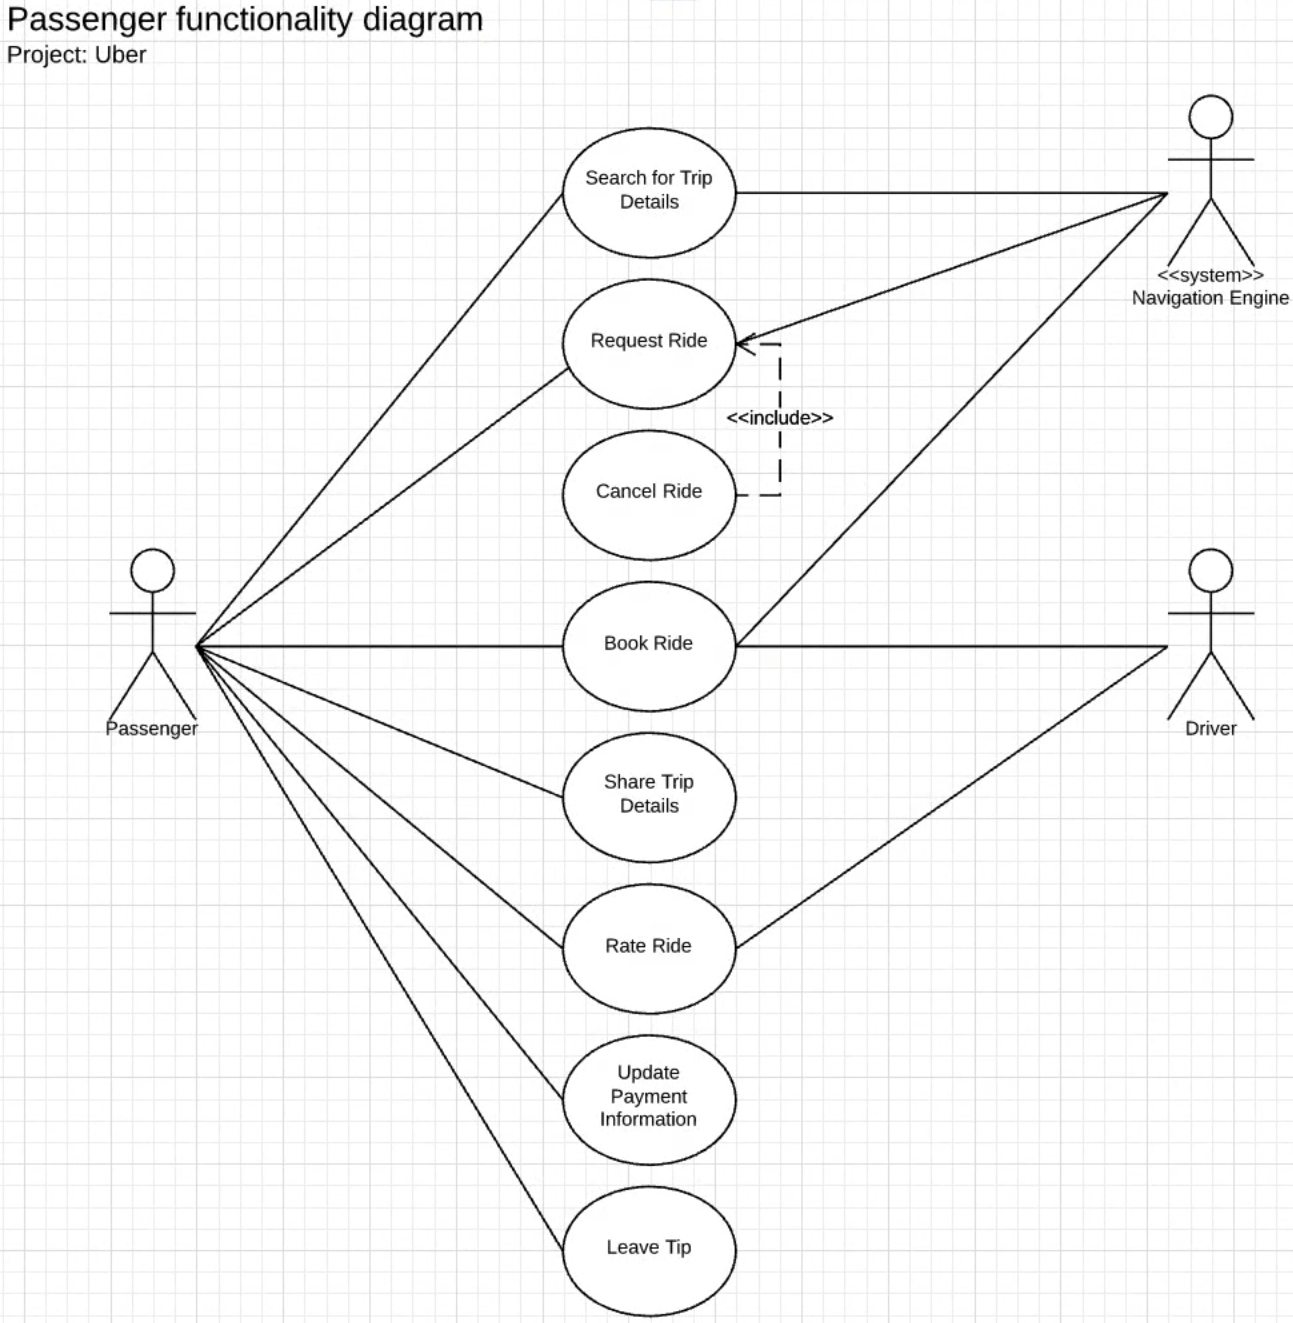 Passenger functionality diagram
Project: Uber
Search for Trip
Details
<<system>>
Navigation Engine
Request Ride
<<include>>
Cancel Ride
Book Ride
Passenger
Driver
Share Trip
Details
Rate Ride
Update
Payment
Information
Leave Tip